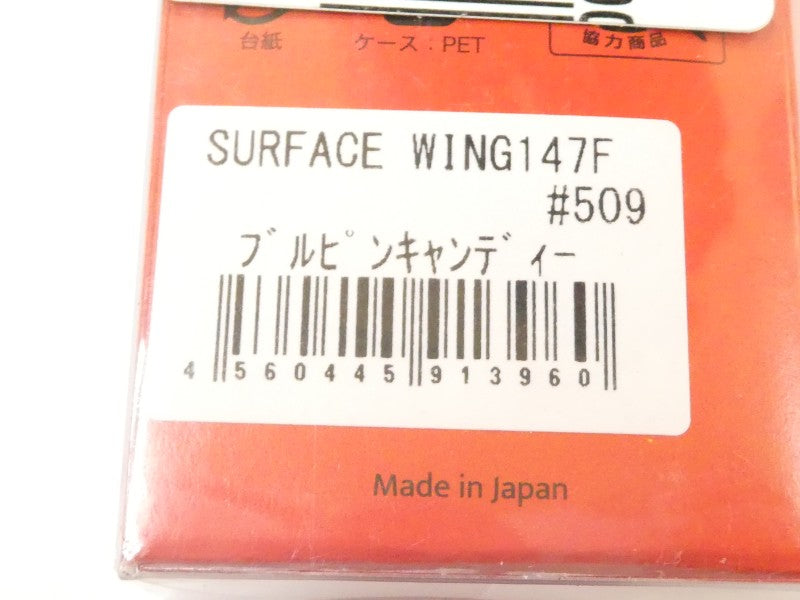 台紙
ケース：PET
協力商品
SURFACE WING147F
#509
ﾌﾞﾙﾋﾟﾝｷｬﾝﾃﾞｨｰ
4 560445 913960
Made in Japan